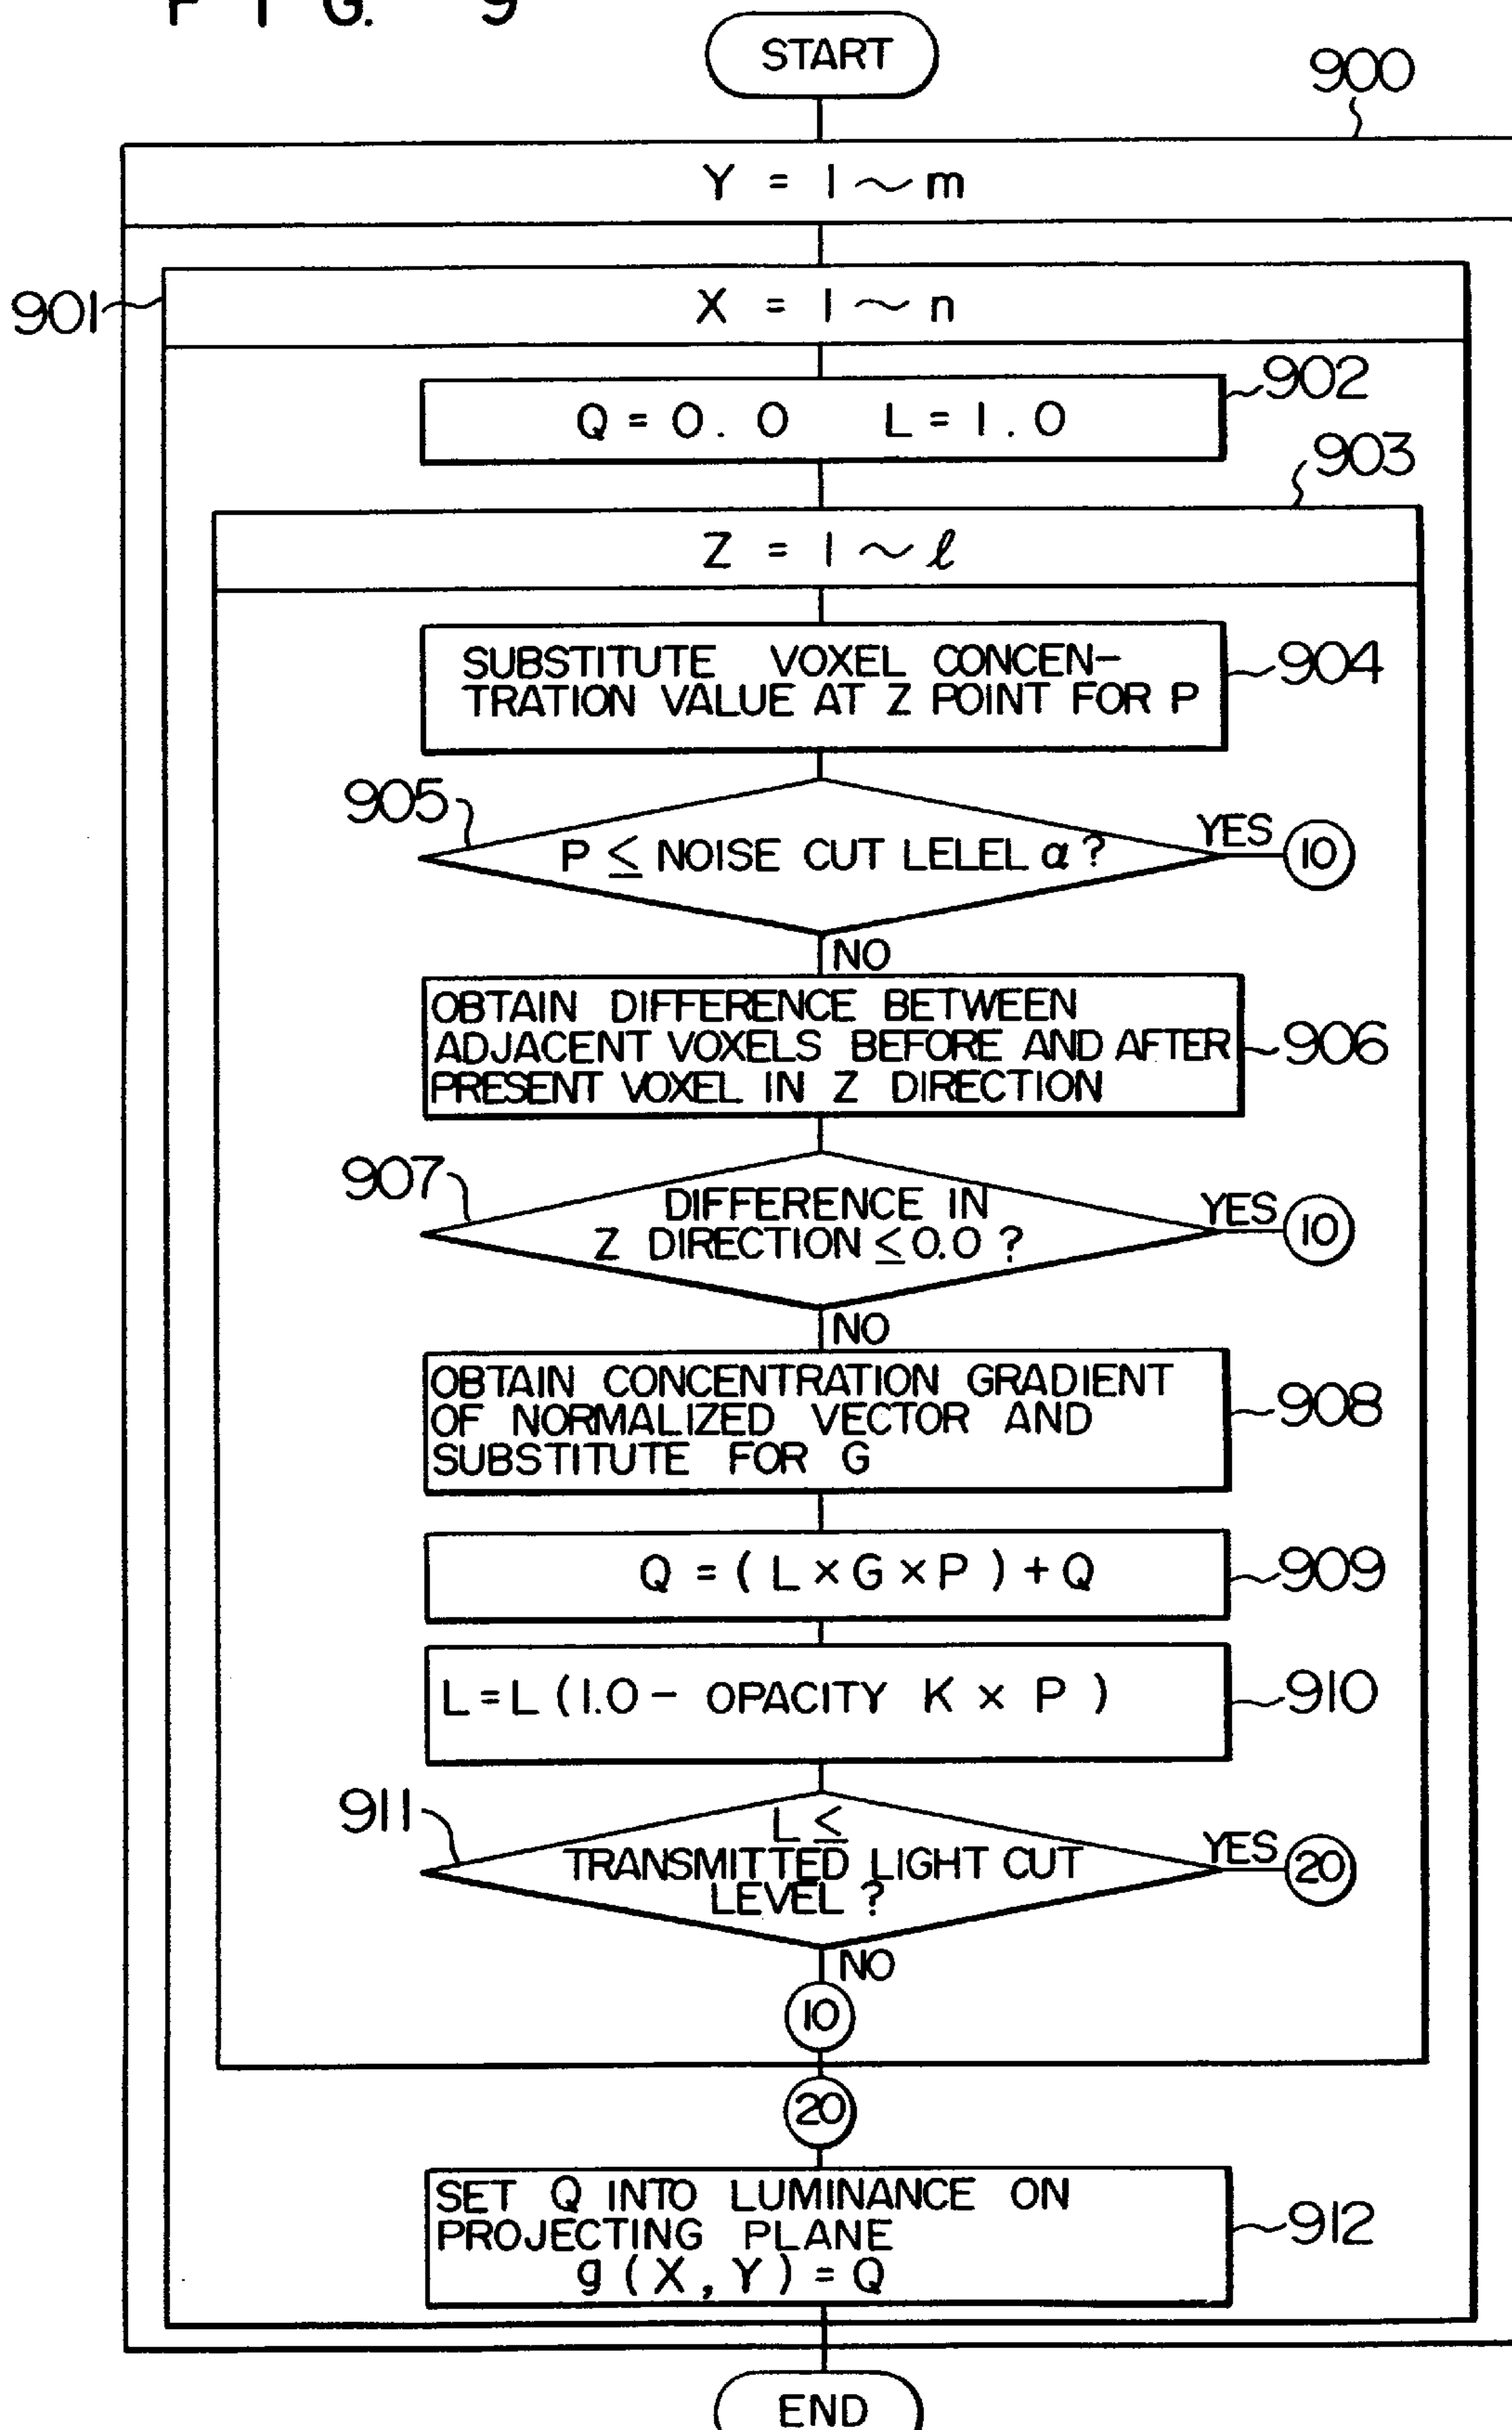 F I G. 9
START
900
Y = 1 ~ m
901
X = 1 ~ n
902
Q = 0.0 L = 1.0
903
Z = 1 ~ ℓ
SUBSTITUTE VOXEL CONCEN-
TRATION VALUE AT Z POINT FOR P
904
905
P ≤ NOISE CUT LELEL α ?
YES
10
NO
OBTAIN DIFFERENCE BETWEEN
ADJACENT VOXELS BEFORE AND AFTER
PRESENT VOXEL IN Z DIRECTION
906
907
DIFFERENCE IN
Z DIRECTION ≤ 0.0 ?
YES
10
NO
OBTAIN CONCENTRATION GRADIENT
OF NORMALIZED VECTOR AND
SUBSTITUTE FOR G
908
Q = ( L × G × P ) + Q
909
L = L ( 1.0 - OPACITY K × P )
910
911
L ≤
TRANSMITTED LIGHT CUT
LEVEL ?
YES
20
NO
10
20
SET Q INTO LUMINANCE ON
PROJECTING PLANE
g ( X , Y ) = Q
912
END